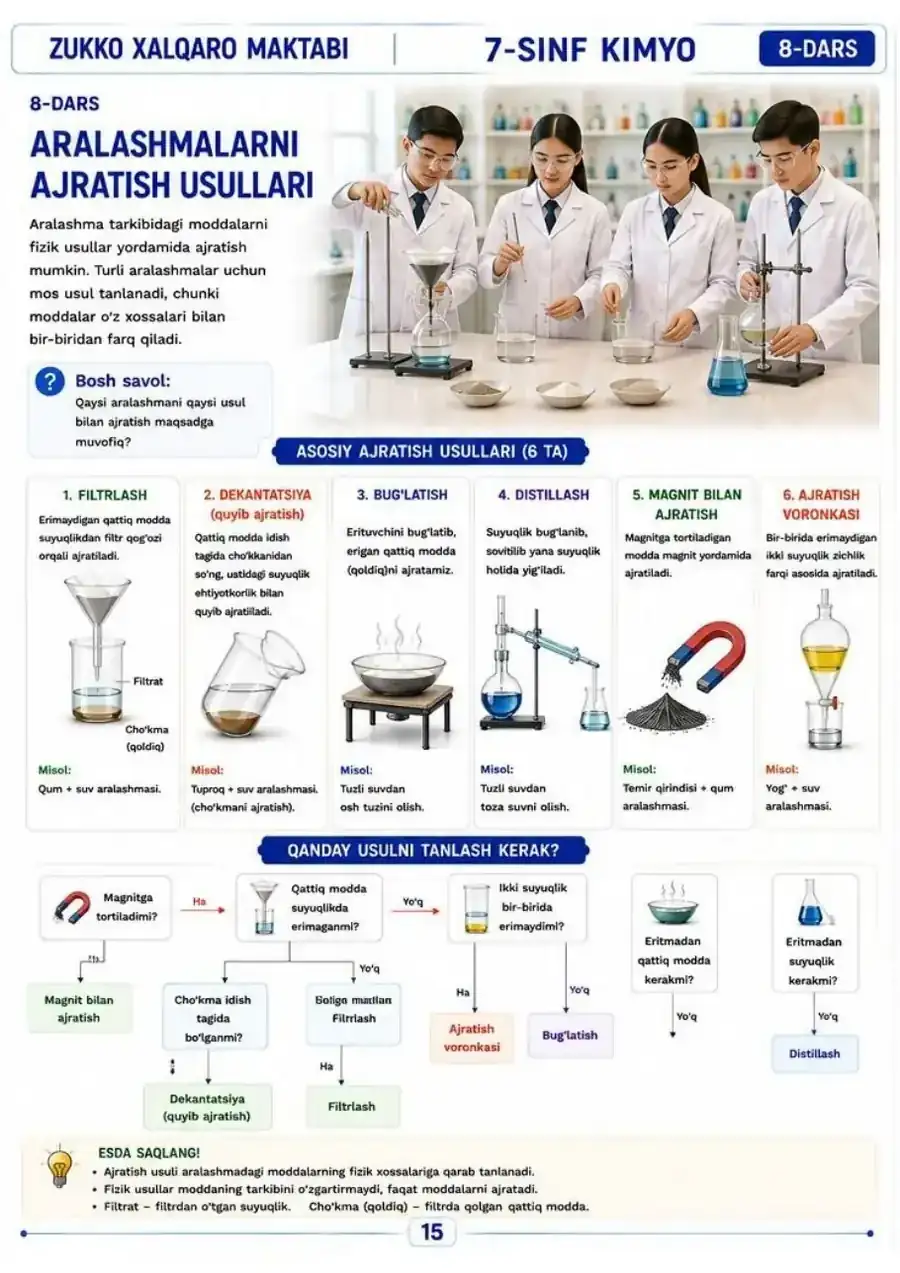 ZUKKO XALQARO MAKTABI
7-SINF KIMYO
8-DARS
8-DARS
ARALASHMALARNI
AJRATISH USULLARI
Aralashma tarkibidagi moddalarni
fizik usullar yordamida ajratish
mumkin. Turli aralashmalar uchun
mos usul tanlanadi, chunki
moddalar o'z xossalari bilan
bir-biridan farq qiladi.
?
Bosh savol:
Qaysi aralashmani qaysi usul
bilan ajratish maqsadga
muvofiq?
ASOSIY AJRATISH USULLARI (6 TA)
1. FILTRLASH
Erimaydigan qattiq modda
suyuqlikdan filtr qog'ozi
orqali ajratiladi.
Filtrat
Cho'kma
(qoldiq)
Misol:
Qum + suv aralashmasi.
2. DEKANTATSIYA
(quyib ajratish)
Qattiq modda idish
tagida cho'kkanidan
so'ng, ustidagi suyuqlik
ehtiyotkorlik bilan
quyib ajratiladi.
Misol:
Tuproq + suv aralashmasi.
(cho'kmani ajratish).
3. BUG'LATISH
Erituvchini bug'latib,
erigan qattiq modda
(qoldiq)ni ajratamiz.
Misol:
Tuzli suvdan
osh tuzini olish.
4. DISTILLASH
Suyuqlik bug'lanib,
sovitilib yana suyuqlik
holida yig'iladi.
Misol:
Tuzli suvdan
toza suvni olish.
5. MAGNIT BILAN
AJRATISH
Magnitga tortiladigan
modda magnit yordamida
ajratiladi.
Misol:
Temir qirindisi + qum
aralashmasi.
6. AJRATISH
VORONKASI
Bir-birida erimaydigan
ikki suyuqlik zichlik
farqi asosida ajratiladi.
Misol:
Yog' + suv
aralashmasi.
QANDAY USULNI TANLASH KERAK?
Magnitga
tortiladimi?
Ha
Qattiq modda
suyuqlikda
erimaganmi?
Yo'q
Ikki suyuqlik
bir-birida
erimaydimi?
Eritmadan
qattiq modda
kerakmi?
Eritmadan
suyuqlik
kerakmi?
Magnit bilan
ajratish
Cho'kma idish
tagida
bo'lganmi?
Yo'q
Filtrlash
Ha
Ajratish
voronkasi
Yo'q
Bug'latish
Yo'q
Yo'q
Distillash
Dekantatsiya
(quyib ajratish)
Ha
Filtrlash
ESDA SAQLANG!
• Ajratish usuli aralashmadagi moddalarning fizik xossalariga qarab tanlanadi.
• Fizik usullar moddaning tarkibini o'zgartirmaydi, faqat moddalarni ajratadi.
• Filtrat – filtrdan o'tgan suyuqlik. Cho'kma (qoldiq) – filtrda qolgan qattiq modda.
15